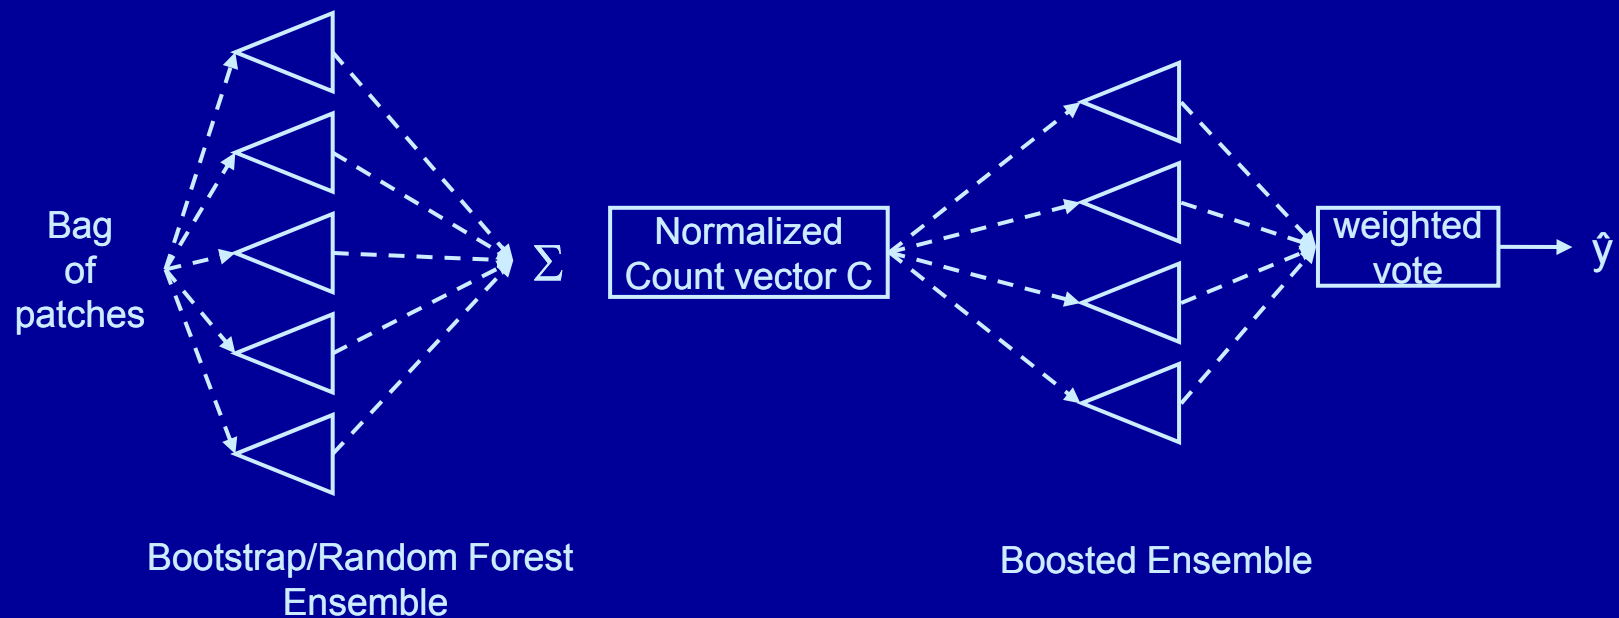 Bag
of
patches
Σ
Normalized
Count vector C
weighted
vote
ŷ
Bootstrap/Random Forest
Ensemble
Boosted Ensemble